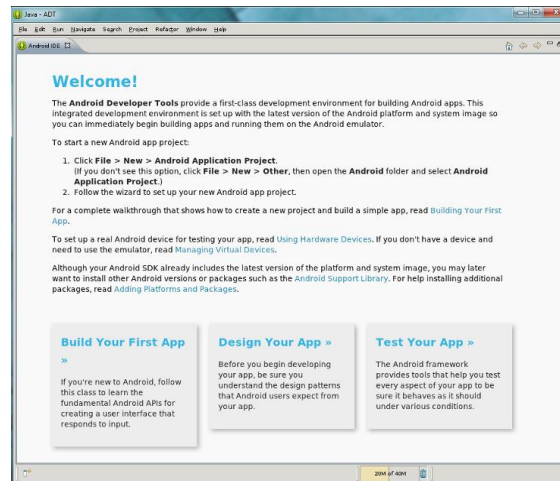 Java - ADT
File Edit Run Navigate Search Project Refactor Window Help
Android IDE
Welcome!
The Android Developer Tools provide a first-class development environment for building Android apps. This
integrated development environment is set up with the latest version of the Android platform and system image so
you can immediately begin building apps and running them on the Android emulator.
To start a new Android app project:
1. Click File > New > Android Application Project.
(If you don't see this option, click File > New > Other, then open the Android folder and select Android
Application Project.)
2. Follow the wizard to set up your new Android app project.
For a complete walkthrough that shows how to create a new project and build a simple app, read Building Your First
App.
To set up a real Android device for testing your app, read Using Hardware Devices. If you don't have a device and
need to use the emulator, read Managing Virtual Devices.
Although your Android SDK already includes the latest version of the platform and system image, you may later
want to install other Android versions or packages such as the Android Support Library. For help installing additional
packages, read Adding Platforms and Packages.
Build Your First App
»
If you're new to Android, follow
this class to learn the
fundamental Android APIs for
creating a user interface that
responds to input.
Design Your App »
Before you begin developing
your app, be sure you
understand the design patterns
that Android users expect from
your app.
Test Your App »
The Android framework
provides tools that help you test
every aspect of your app to be
sure it behaves as it should
under various conditions.
20M of 40M